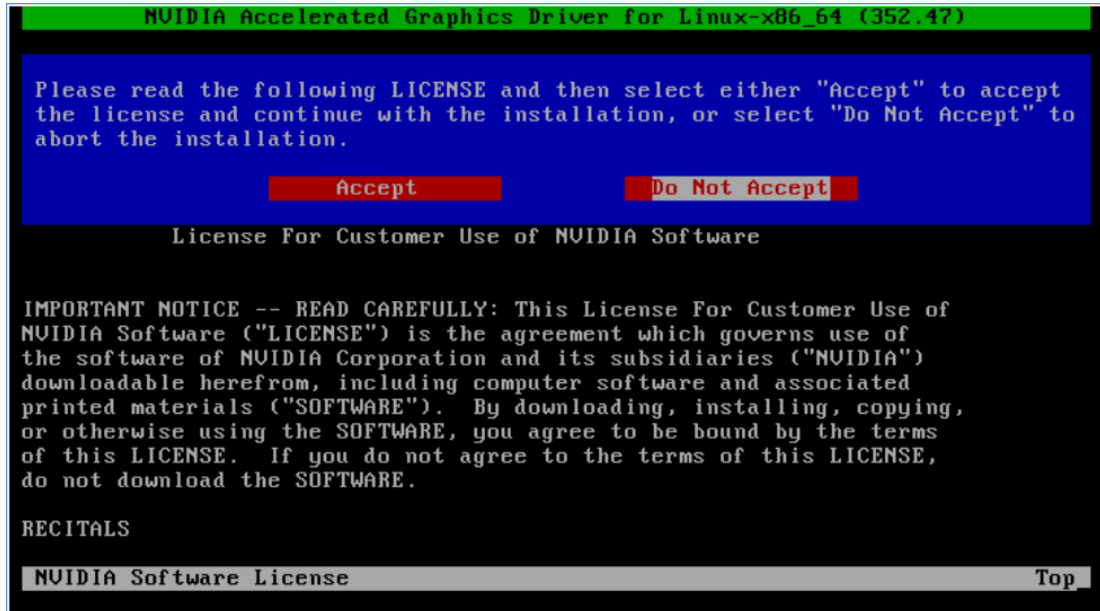 NVIDIA Accelerated Graphics Driver for Linux-x86_64 (352.47)
Please read the following LICENSE and then select either "Accept" to accept
the license and continue with the installation, or select "Do Not Accept" to
abort the installation.
Accept Do Not Accept
License For Customer Use of NVIDIA Software
IMPORTANT NOTICE -- READ CAREFULLY: This License For Customer Use of
NVIDIA Software ("LICENSE") is the agreement which governs use of
the software of NVIDIA Corporation and its subsidiaries ("NVIDIA")
downloadable herefrom, including computer software and associated
printed materials ("SOFTWARE").  By downloading, installing, copying,
or otherwise using the SOFTWARE, you agree to be bound by the terms
of this LICENSE.  If you do not agree to the terms of this LICENSE,
do not download the SOFTWARE.
RECITALS
NVIDIA Software License Top